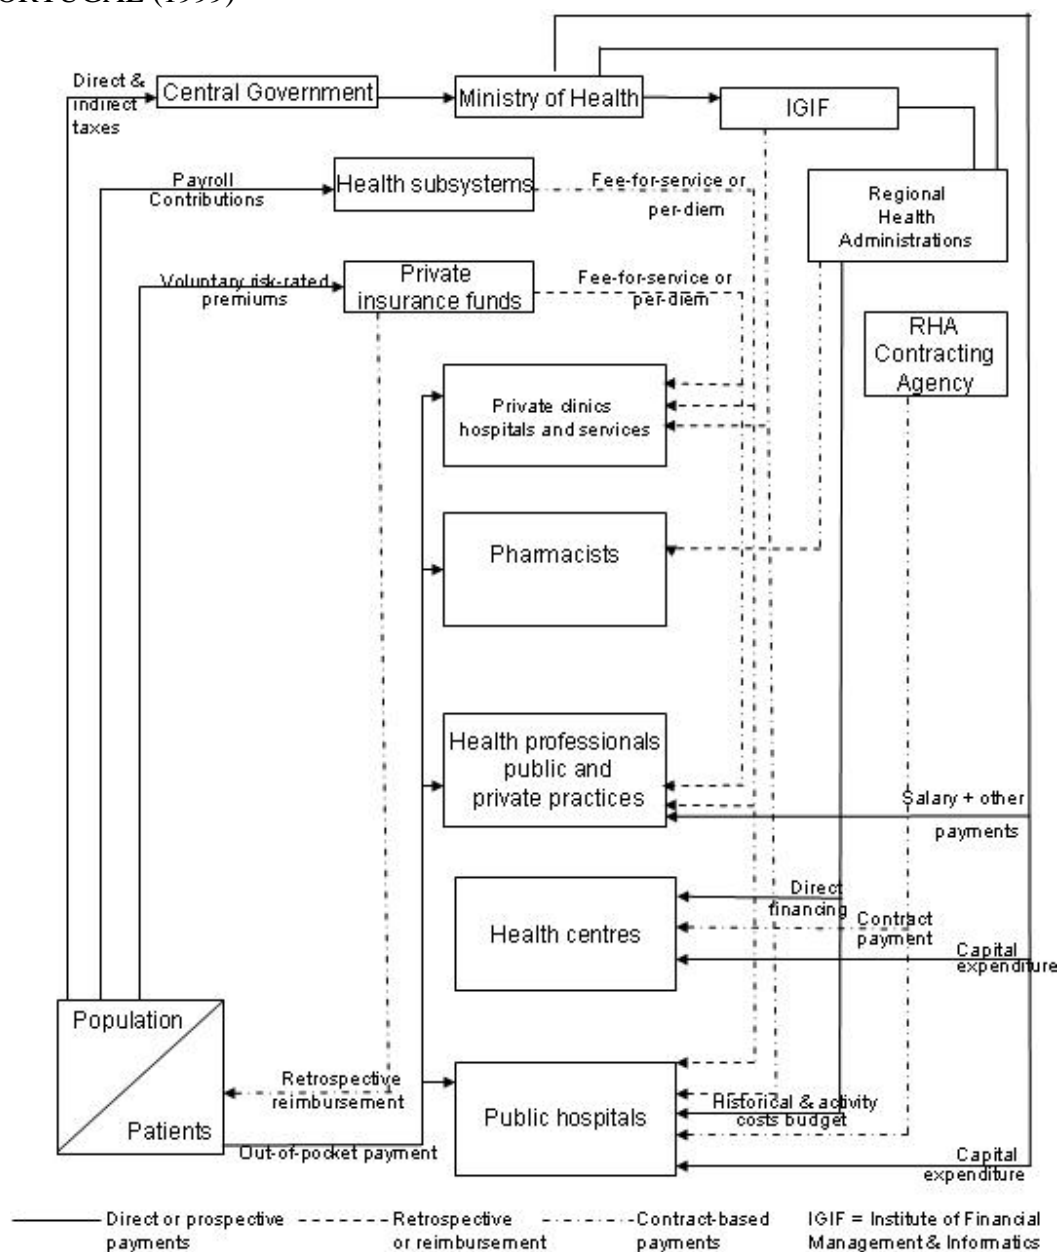 ORTUGAL (1999)
Direct &
indirect
taxes
Central Government
Ministry of Health
IGIF
Payroll
Contributions
Health subsystems
Fee-for-service or
per-diem
Regional
Health
Administrations
Voluntary risk-rated
premiums
Private
insurance funds
Fee-for-service or
per-diem
RHA
Contracting
Agency
Private clinics
hospitals and services
Pharmacists
Health professionals
public and
private practices
Salary + other
payments
Direct
financing
Health centres
Contract
payment
Capital
expenditure
Population
Patients
Retrospective
reimbursement
Out-of-pocket payment
Public hospitals
Historical & activity
costs budget
Capital
expenditure
Direct or prospective
payments
Retrospective
or reimbursement
Contract-based
payments
IGIF = Institute of Financial
Management & Informatics